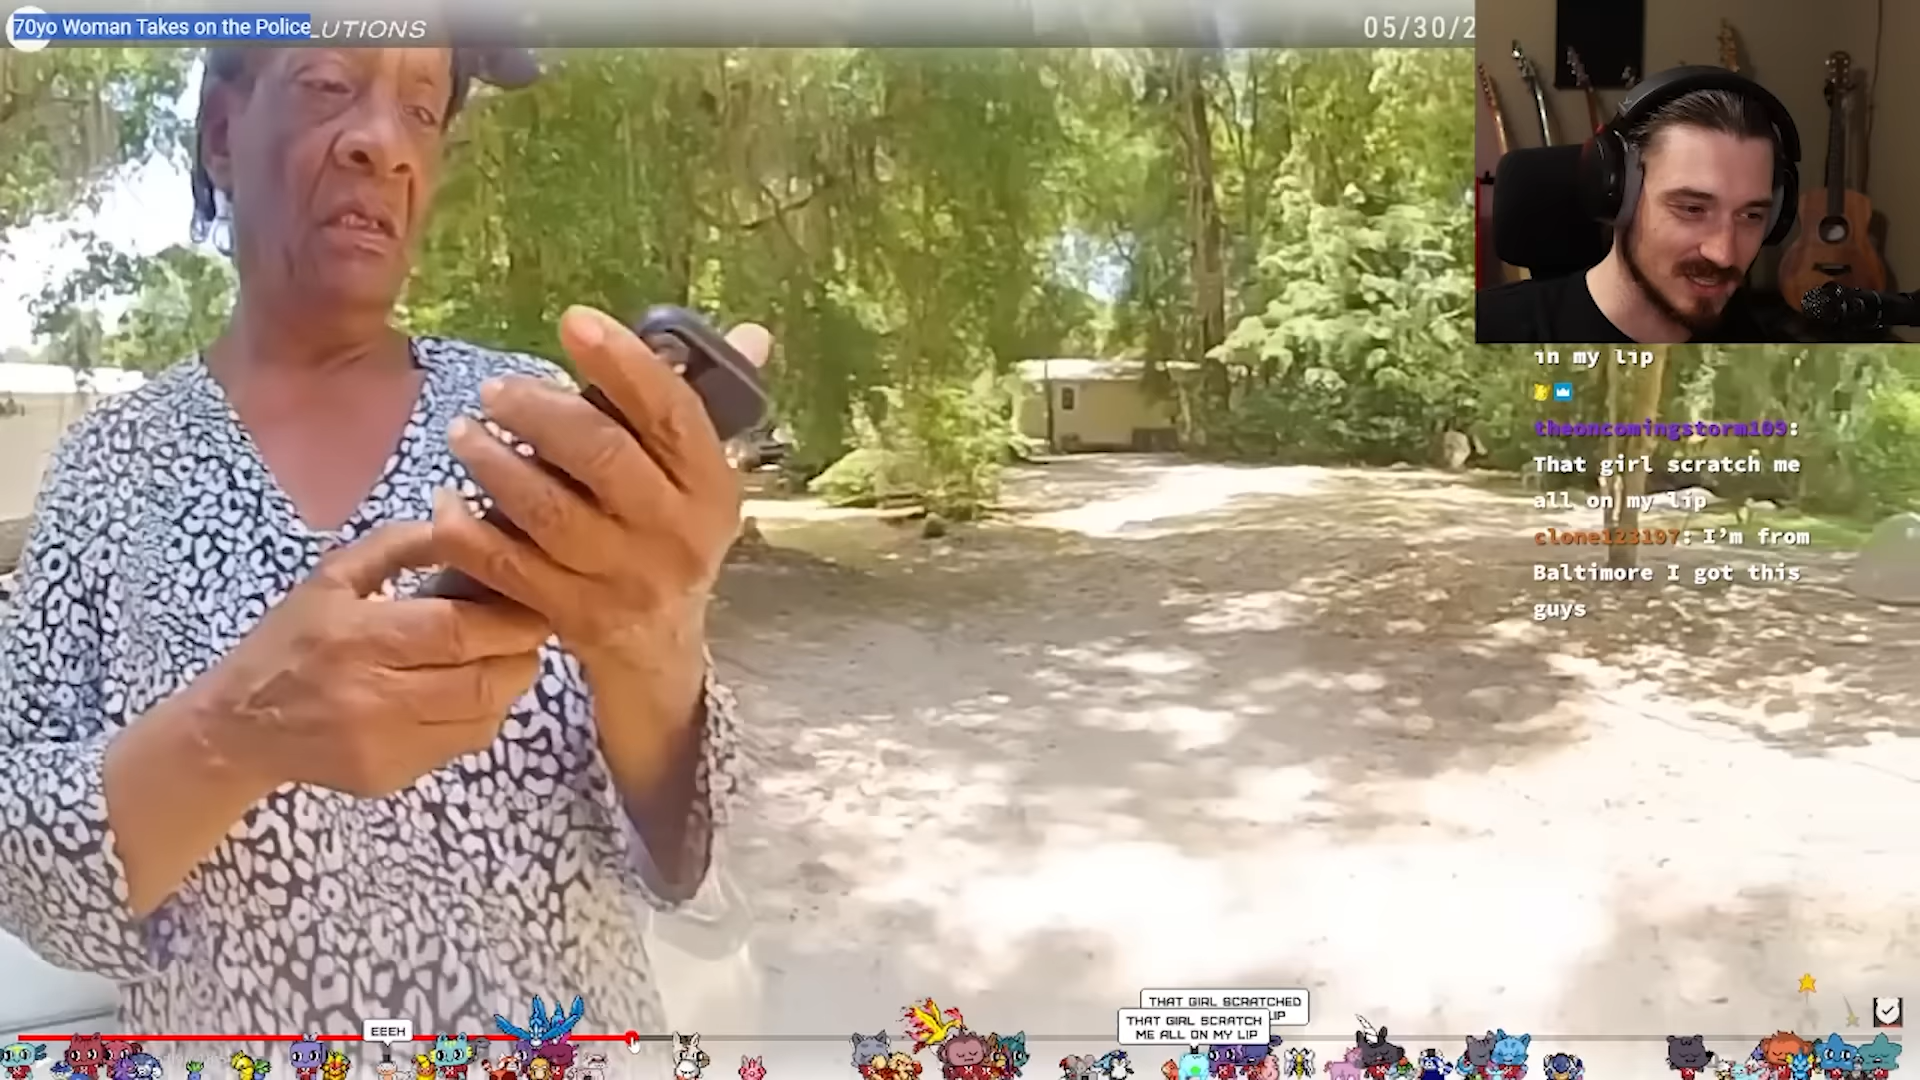 70yo Woman Takes on the Police
LUTIONS
05/30/2
in my lip
theoncomingstorm109:
That girl scratch me
all on my lip
clone123197: I’m from
Baltimore I got this
guys
EEEH
THAT GIRL SCRATCHED
LIP
THAT GIRL SCRATCH
ME ALL ON MY LIP